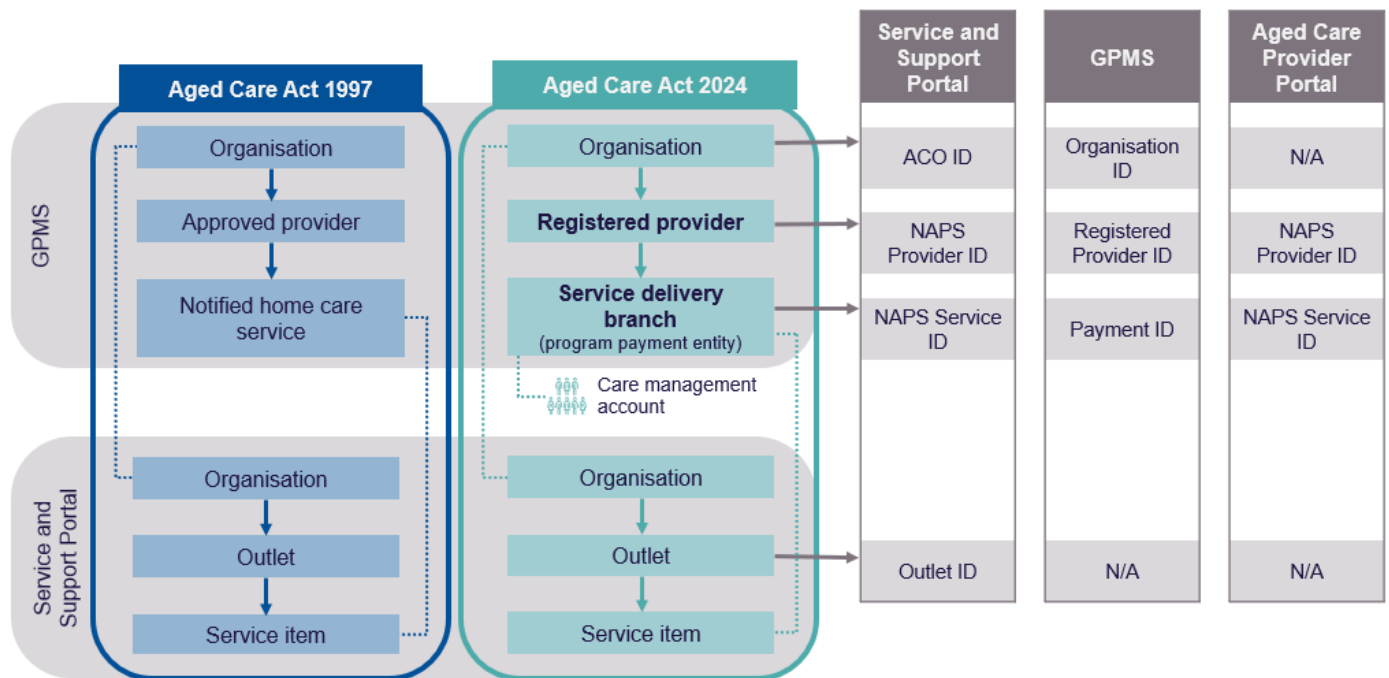 Aged Care Act 1997
Organisation
Approved provider
Notified home care
service
Organisation
Outlet
Service item
GPMS
Service and
Support Portal
Aged Care Act 2024
Organisation
Registered provider
Service delivery
branch
(program payment entity)
Care management
account
Organisation
Outlet
Service item
Service and
Support
Portal
ACO ID
NAPS
Provider ID
NAPS Service
ID
Outlet ID
GPMS
Organisation
ID
Registered
Provider ID
Payment ID
N/A
Aged Care
Provider
Portal
N/A
NAPS
Provider ID
NAPS Service
ID
N/A